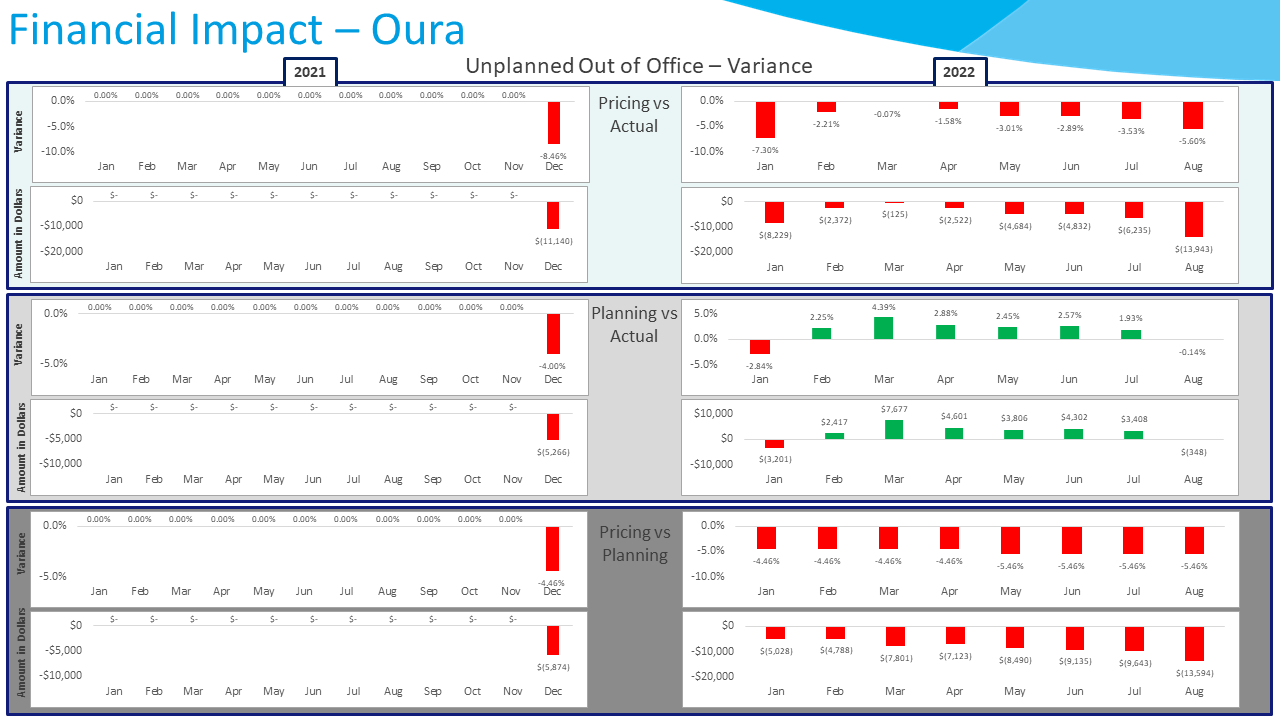 Financial Impact – Oura
Unplanned Out of Office – Variance
2021
2022
Pricing vs
Actual
Variance
0.0%
-5.0%
-10.0%
0.00% 0.00% 0.00% 0.00% 0.00% 0.00% 0.00% 0.00% 0.00% 0.00% 0.00%
-8.46%
Jan Feb Mar Apr May Jun Jul Aug Sep Oct Nov Dec
0.0%
-5.0%
-10.0%
-7.30% -2.21% -0.07% -1.58% -3.01% -2.89% -3.53% -5.60%
Jan Feb Mar Apr May Jun Jul Aug
Amount in Dollars
$0
-$10,000
-$20,000
$- $- $- $- $- $- $- $- $- $- $-
$(11,140)
Jan Feb Mar Apr May Jun Jul Aug Sep Oct Nov Dec
$0
-$10,000
-$20,000
$(8,229) $(2,372) $(125) $(2,522) $(4,684) $(4,832) $(6,235) $(13,943)
Jan Feb Mar Apr May Jun Jul Aug
Planning vs
Actual
Variance
0.0%
-5.0%
0.00% 0.00% 0.00% 0.00% 0.00% 0.00% 0.00% 0.00% 0.00% 0.00% 0.00%
-4.00%
Jan Feb Mar Apr May Jun Jul Aug Sep Oct Nov Dec
5.0%
0.0%
-5.0%
-2.84% 2.25% 4.39% 2.88% 2.45% 2.57% 1.93% -0.14%
Jan Feb Mar Apr May Jun Jul Aug
Amount in Dollars
$0
-$5,000
-$10,000
$- $- $- $- $- $- $- $- $- $- $-
$(5,266)
Jan Feb Mar Apr May Jun Jul Aug Sep Oct Nov Dec
$10,000
$0
-$10,000
$(3,201) $2,417 $7,677 $4,601 $3,806 $4,302 $3,408 $(348)
Jan Feb Mar Apr May Jun Jul Aug
Pricing vs
Planning
Variance
0.0%
-5.0%
0.00% 0.00% 0.00% 0.00% 0.00% 0.00% 0.00% 0.00% 0.00% 0.00% 0.00%
-4.46%
Jan Feb Mar Apr May Jun Jul Aug Sep Oct Nov Dec
0.0%
-5.0%
-10.0%
-4.46% -4.46% -4.46% -4.46% -5.46% -5.46% -5.46% -5.46%
Jan Feb Mar Apr May Jun Jul Aug
Amount in Dollars
$0
-$5,000
-$10,000
$- $- $- $- $- $- $- $- $- $- $-
$(5,874)
Jan Feb Mar Apr May Jun Jul Aug Sep Oct Nov Dec
$0
-$10,000
-$20,000
$(5,028) $(4,788) $(7,801) $(7,123) $(8,490) $(9,135) $(9,643) $(13,594)
Jan Feb Mar Apr May Jun Jul Aug